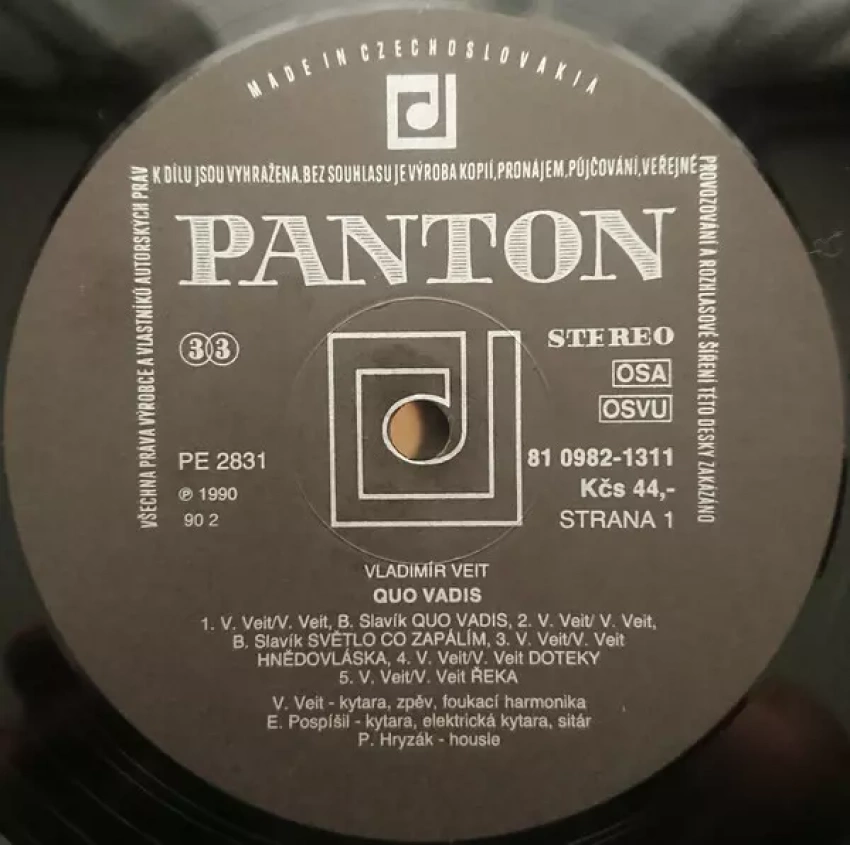 MADE IN CZECHOSLOVAKIA
VŠECHNA PRÁVA VÝROBCE A VLASTNÍKŮ AUTORSKÝCH PRÁV
K DÍLU JSOU VYHRAŽENA. BEZ SOUHLASU JE VÝROBA KOPIÍ, PRONÁJEM, PŮJČOVÁNÍ, VEŘEJNÉ
PROVOZOVÁNÍ A ROZHLASOVÉ ŠÍŘENÍ TÉTO DESKY ZAKÁZÁNO
PANTON
33
STEREO
OSA
OSVU
PE 2831
81 0982-1311
℗ 1990
Kčs 44,-
90 2
STRANA 1
VLADIMÍR VEIT
QUO VADIS
1. V. Veit/V. Veit, B. Slavík QUO VADIS, 2. V. Veit/ V. Veit,
B. Slavík SVĚTLO CO ZAPÁLÍM, 3. V. Veit/V. Veit
HNĚDOVLÁSKA, 4. V. Veit/V. Veit DOTEKY
5. V. Veit/V. Veit ŘEKA
V. Veit - kytara, zpěv, foukací harmonika
E. Pospíšil - kytara, elektrická kytara, sitár
P. Hryzák - housle